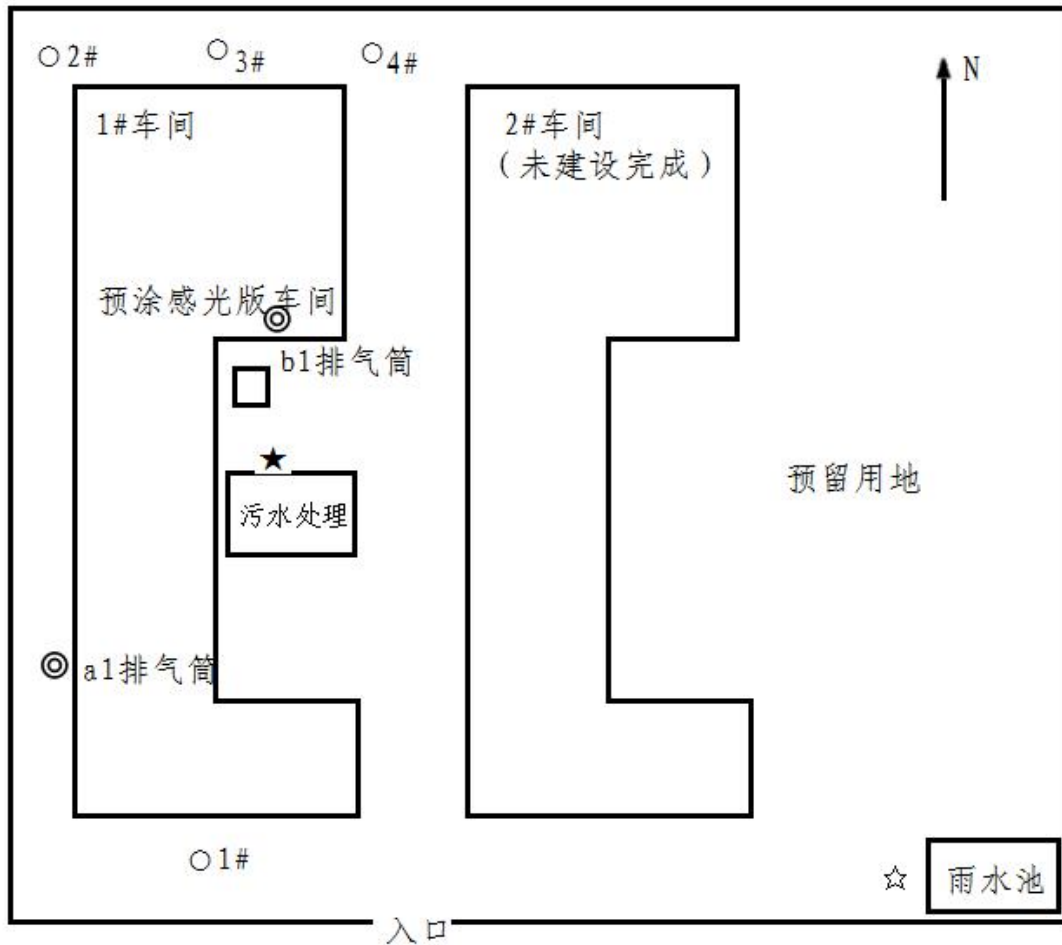 2#
3#
4#
N
1#车间
2#车间
（未建设完成）
预涂感光版车间
b1排气筒
预留用地
污水处理
a1排气筒
1#
雨水池
入口